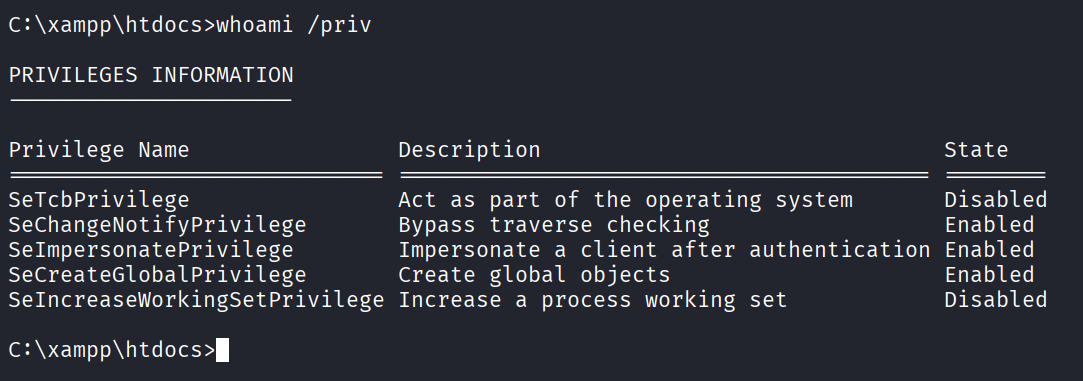 C:\xampp\htdocs>whoami /priv
PRIVILEGES INFORMATION
----------------------
Privilege Name Description State
============================= ========================================= ========
SeTcbPrivilege Act as part of the operating system Disabled
SeChangeNotifyPrivilege Bypass traverse checking Enabled
SeImpersonatePrivilege Impersonate a client after authentication Enabled
SeCreateGlobalPrivilege Create global objects Enabled
SeIncreaseWorkingSetPrivilege Increase a process working set Disabled
C:\xampp\htdocs>